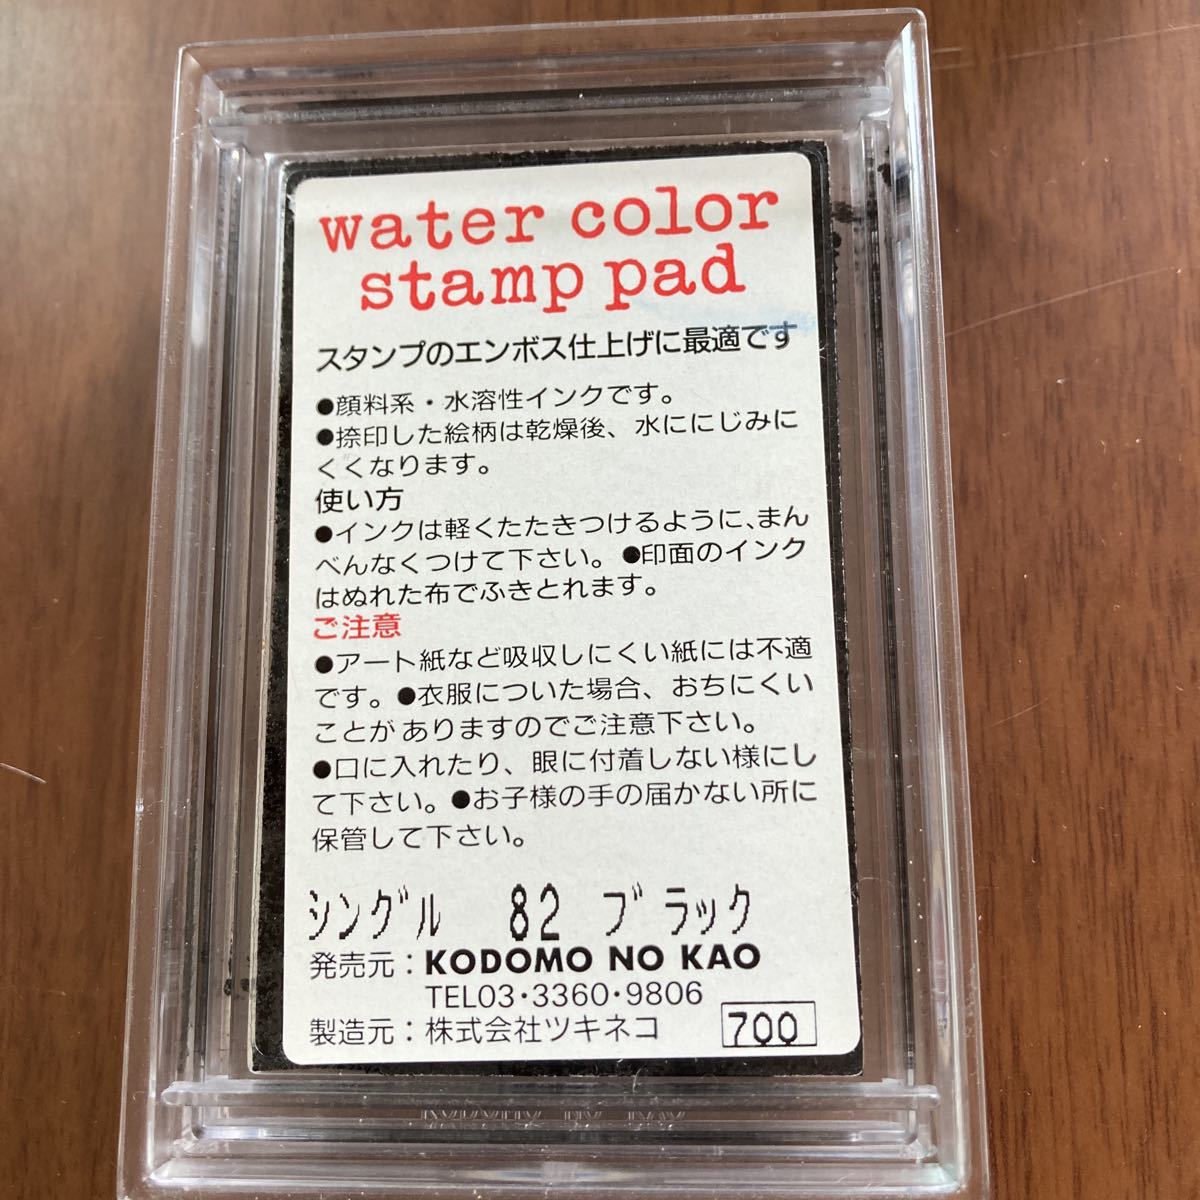 water color
stamp pad
スタンプのエンボス仕上げに最適です
●顔料系・水溶性インクです。
●捺印した絵柄は乾燥後、水ににじみに
くくなります。
使い方
●インクは軽くたたきつけるように、まん
べんなくつけて下さい。●印面のインク
はぬれた布でふきとれます。
ご注意
●アート紙など吸収しにくい紙には不適
です。●衣服についた場合、おちにくい
ことがありますのでご注意下さい。
●口に入れたり、眼に付着しない様にし
て下さい。●お子様の手の届かない所に
保管して下さい。
シングル 82 ブラック
発売元：KODOMO NO KAO
TEL03・3360・9806
製造元：株式会社ツキネコ 700